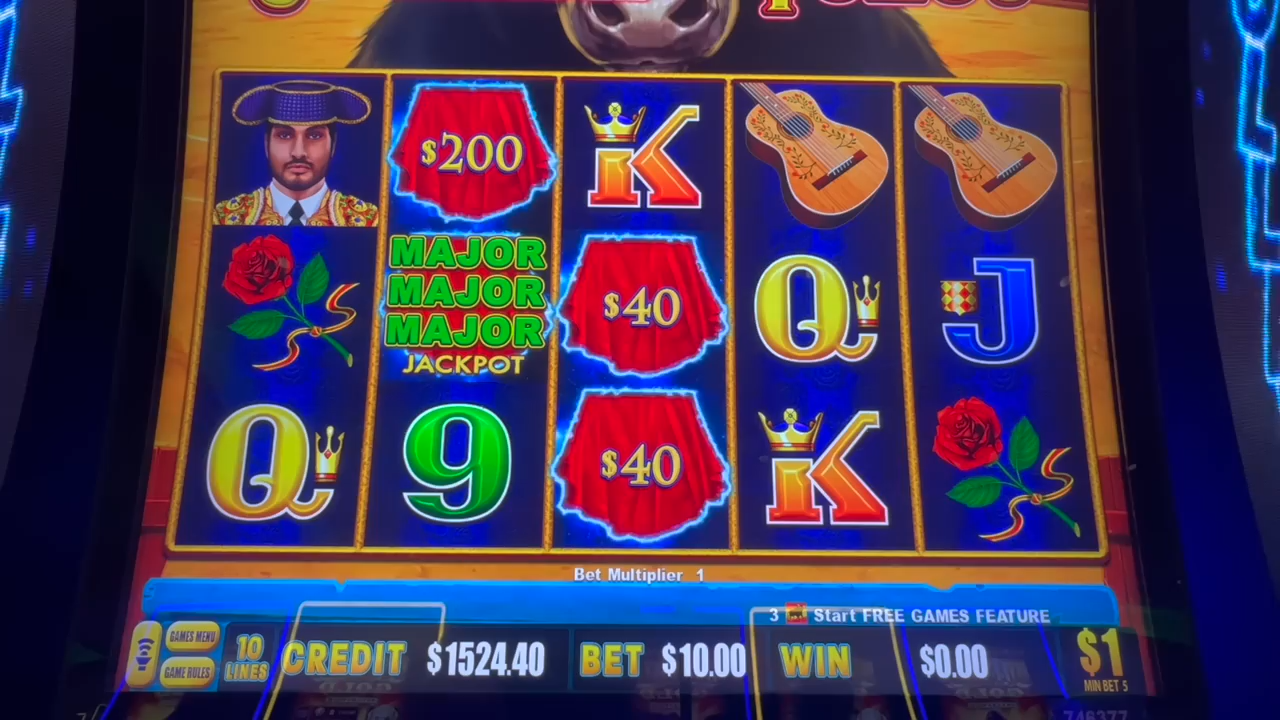 $200
K
MAJOR
MAJOR
MAJOR
JACKPOT
$40
Q
J
Q
9
$40
K
Bet Multiplier 1
3 Start FREE GAMES FEATURE
GAMES MENU
GAME RULES
10
LINES
CREDIT $1524.40
BET $10.00
WIN $0.00
$1
MIN BET 5